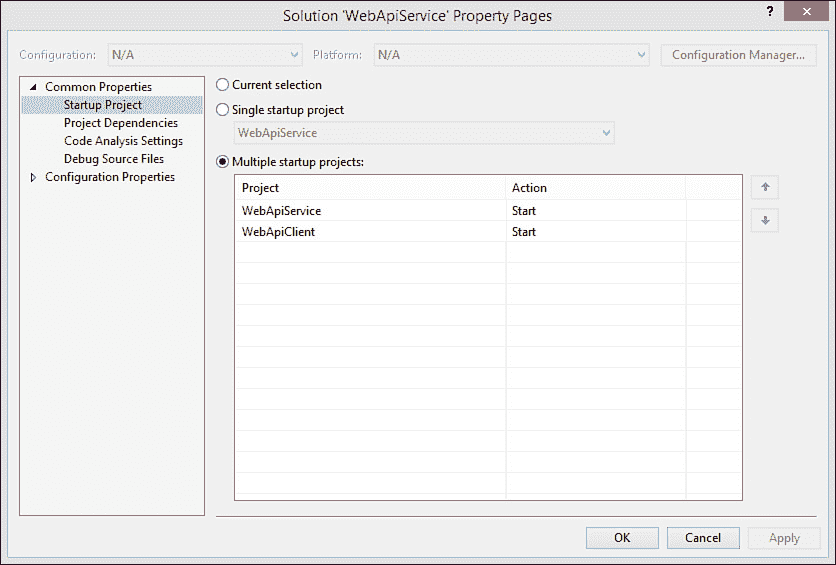 Solution 'WebApiService' Property Pages
?
Configuration: N/A Platform: N/A Configuration Manager...
Common Properties
Startup Project
Project Dependencies
Code Analysis Settings
Debug Source Files
Configuration Properties
Current selection
Single startup project
WebApiService
Multiple startup projects:
Project Action
WebApiService Start
WebApiClient Start
OK Cancel Apply